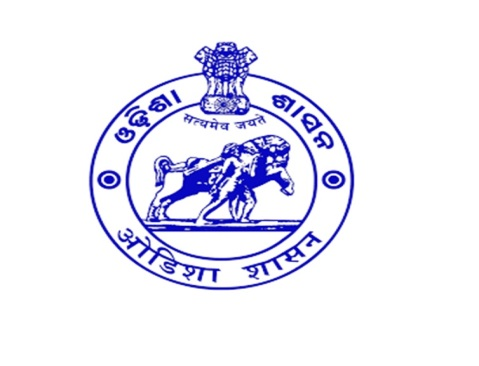 ଓଡ଼ିଶା ଶାସନ
सत्यमेव जयते
ओडिशा शासन